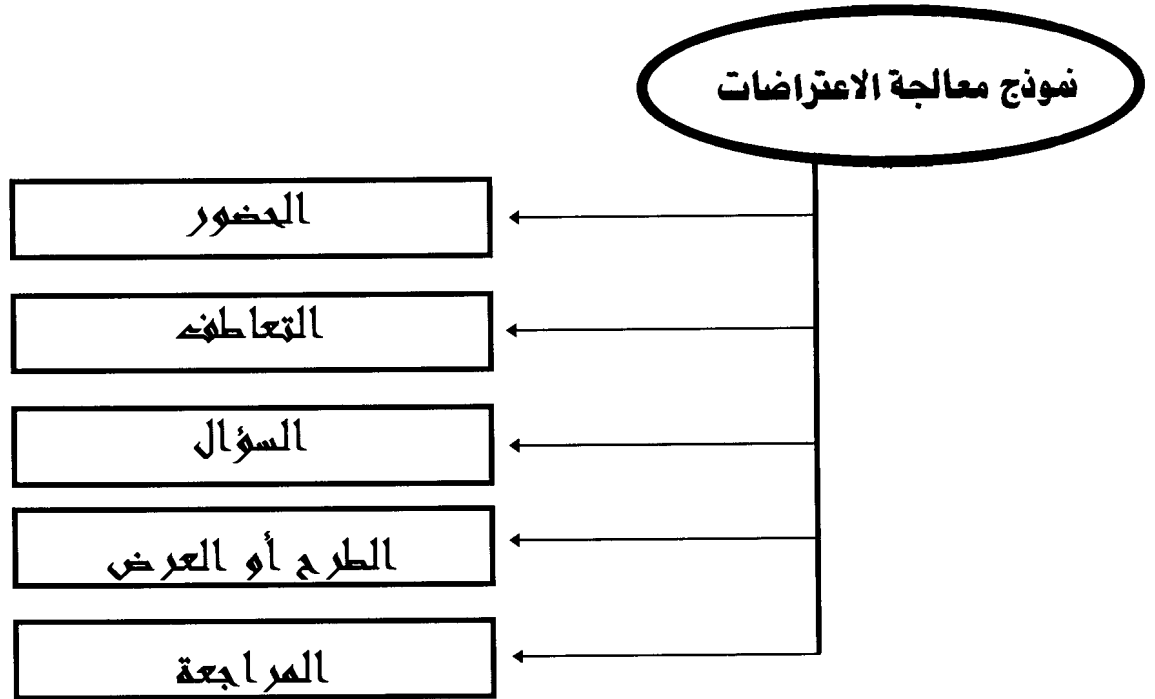 نموذج معالجة الاعتراضات
الحضور
التعاطف
السؤال
الطرح أو العرض
المراجعة